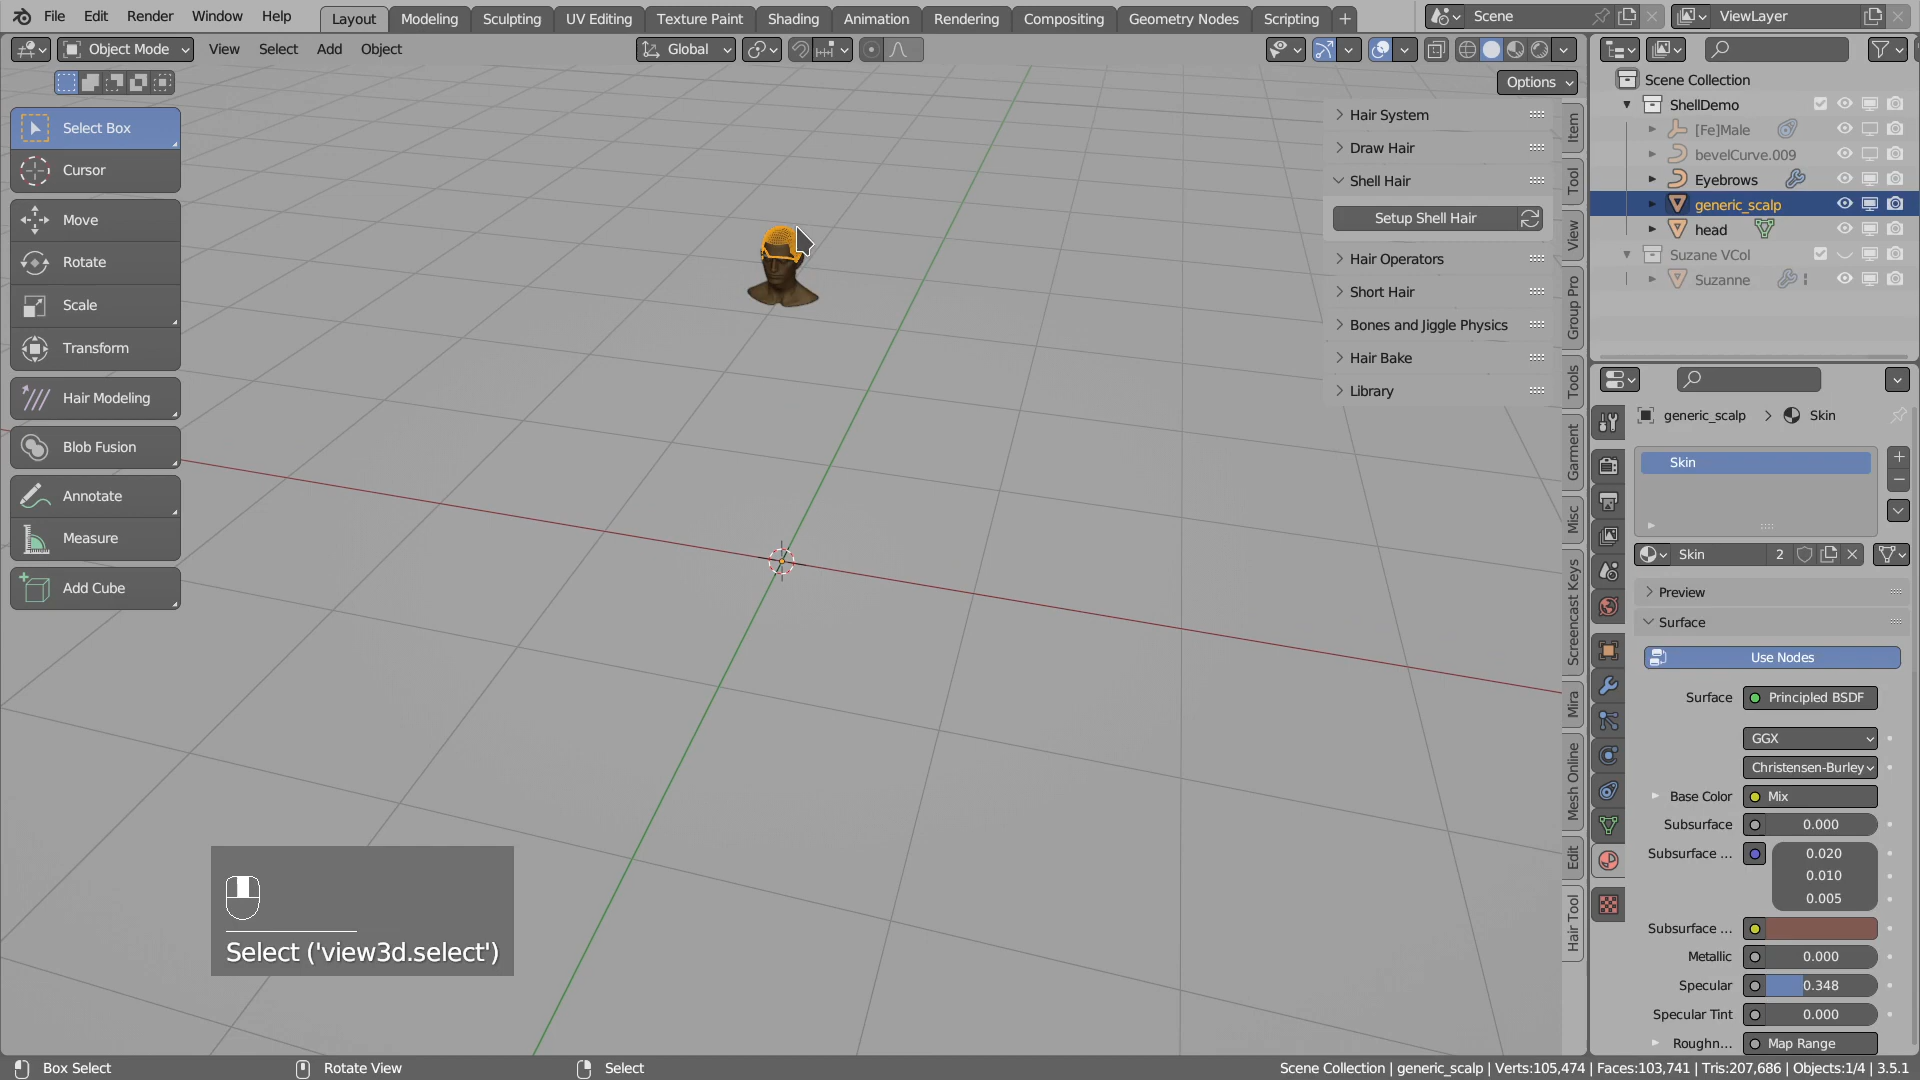 File Edit Render Window Help Layout Modeling Sculpting UV Editing Texture Paint Shading Animation Rendering Compositing Geometry Nodes Scripting + Scene ViewLayer
Object Mode View Select Add Object Global
Options
Select Box
Cursor
Move
Rotate
Scale
Transform
Hair Modeling
Blob Fusion
Annotate
Measure
Add Cube
Hair System
Draw Hair
Shell Hair
Setup Shell Hair
Hair Operators
Short Hair
Bones and Jiggle Physics
Hair Bake
Library
Item
Tool
View
Group Pro
Tools
Garment
Misc
Screencast Keys
Mira
Mesh Online
Edit
Hair Tool
Scene Collection
ShellDemo
[Fe]Male
bevelCurve.009
Eyebrows
generic_scalp
head
Suzane VCol
Suzanne
generic_scalp > Skin
Skin
Skin 2
Preview
Surface
Use Nodes
Surface Principled BSDF
GGX
Christensen-Burley
Base Color Mix
Subsurface 0.000
Subsurface ... 0.020
0.010
0.005
Subsurface ...
Metallic 0.000
Specular 0.348
Specular Tint 0.000
Roughn... Map Range
Select ('view3d.select')
Box Select Rotate View Select Scene Collection | generic_scalp | Verts:105,474 | Faces:103,741 | Tris:207,686 | Objects:1/4 | 3.5.1